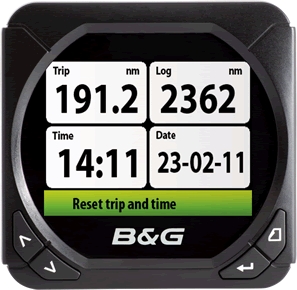 Trip nm Log nm
191.2 2362
Time Date
14:11 23-02-11
Reset trip and time
B&G